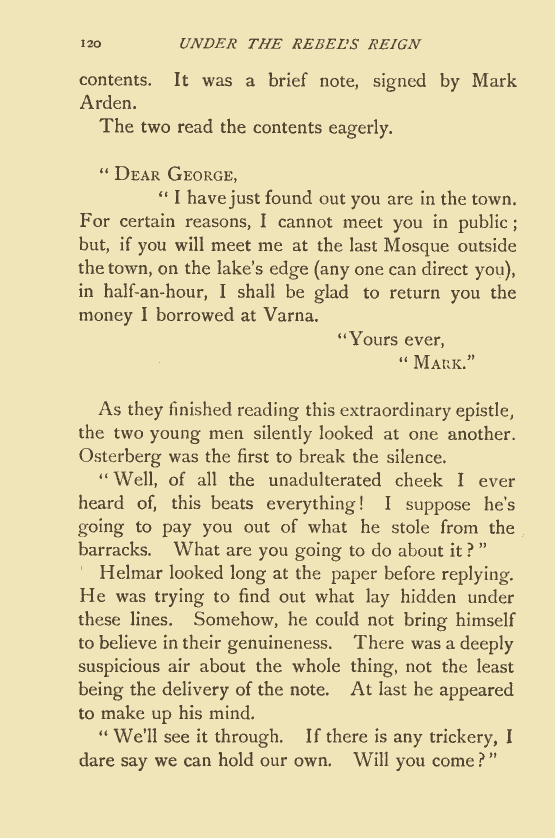 120 UNDER THE REBEL'S REIGN
contents. It was a brief note, signed by Mark
Arden.
The two read the contents eagerly.
“ DEAR GEORGE,
“ I have just found out you are in the town.
For certain reasons, I cannot meet you in public ;
but, if you will meet me at the last Mosque outside
the town, on the lake's edge (any one can direct you),
in half-an-hour, I shall be glad to return you the
money I borrowed at Varna.
“Yours ever,
“ MARK.”
As they finished reading this extraordinary epistle,
the two young men silently looked at one another.
Osterberg was the first to break the silence.
“ Well, of all the unadulterated cheek I ever
heard of, this beats everything ! I suppose he's
going to pay you out of what he stole from the
barracks. What are you going to do about it ? ”
Helmar looked long at the paper before replying.
He was trying to find out what lay hidden under
these lines. Somehow, he could not bring himself
to believe in their genuineness. There was a deeply
suspicious air about the whole thing, not the least
being the delivery of the note. At last he appeared
to make up his mind.
“ We'll see it through. If there is any trickery, I
dare say we can hold our own. Will you come ? ”